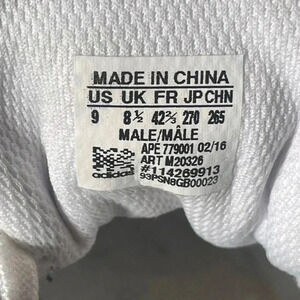 MADE IN CHINA
US UK FR JP CHN
9 8½ 42⅔ 270 265
MALE/MÂLE
APE 779001 02/16
ART M20326
#114269913
93PSN8GB00023
adidas